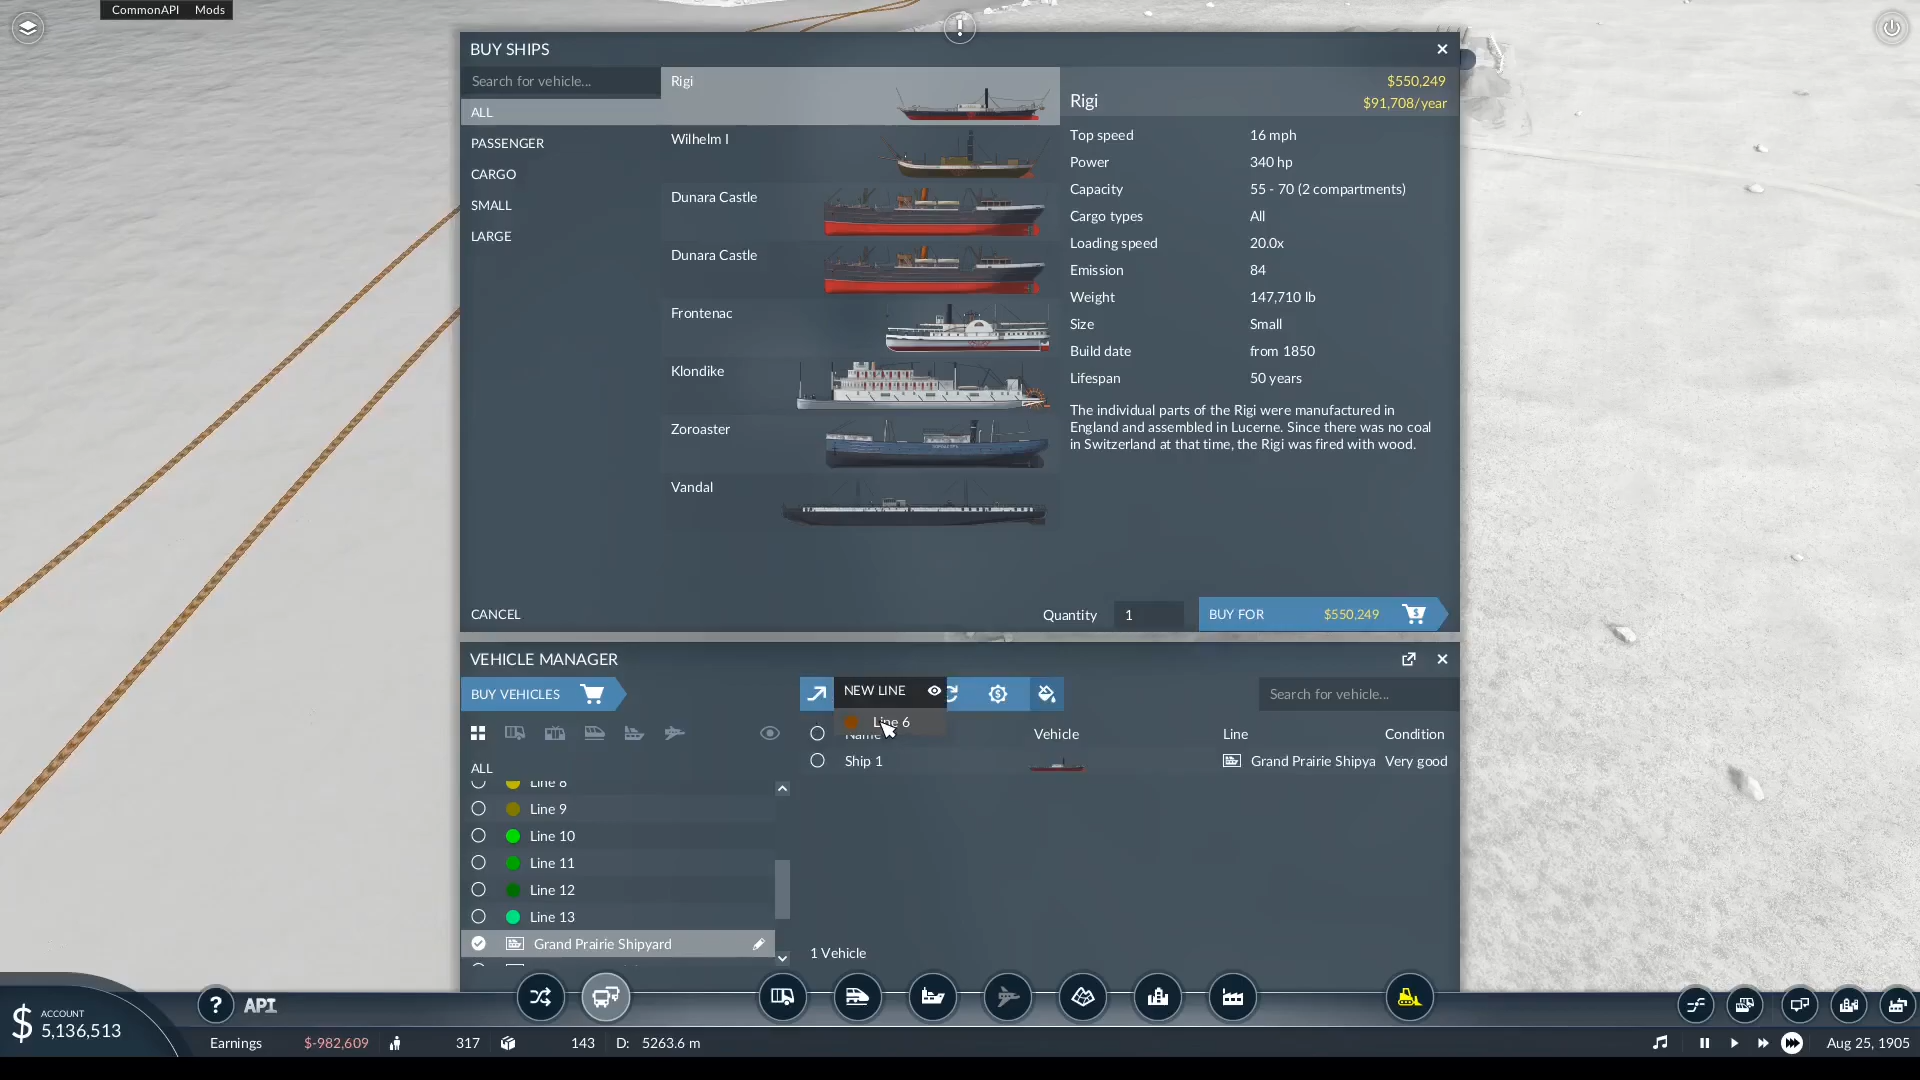 CommonAPI Mods
BUY SHIPS
Search for vehicle...
ALL
PASSENGER
CARGO
SMALL
LARGE
Rigi
Wilhelm I
Dunara Castle
Dunara Castle
Frontenac
Klondike
Zoroaster
Vandal
$550,249
Rigi
$91,708/year
Top speed 16 mph
Power 340 hp
Capacity 55 - 70 (2 compartments)
Cargo types All
Loading speed 20.0x
Emission 84
Weight 147,710 lb
Size Small
Build date from 1850
Lifespan 50 years
The individual parts of the Rigi were manufactured in
England and assembled in Lucerne. Since there was no coal
in Switzerland at that time, the Rigi was fired with wood.
CANCEL
Quantity 1
BUY FOR $550,249
VEHICLE MANAGER
BUY VEHICLES
NEW LINE
Line 6
Search for vehicle...
ALL
Line 8
Line 9
Line 10
Line 11
Line 12
Line 13
Grand Prairie Shipyard
Name Vehicle Line Condition
Ship 1 Grand Prairie Shipya Very good
1 Vehicle
? API
$ ACCOUNT
5,136,513
Earnings $-982,609 317 143 D: 5263.6 m
Aug 25, 1905